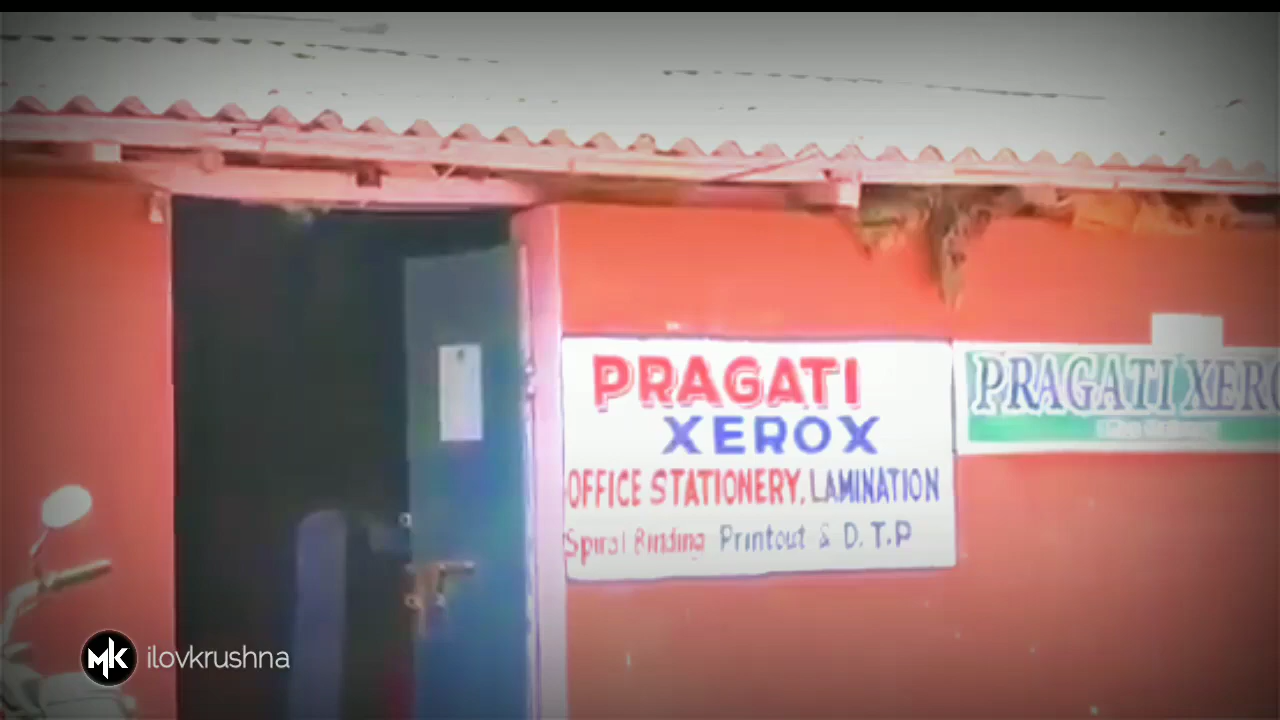 PRAGATI
XEROX
OFFICE STATIONERY, LAMINATION
Spiral Binding Printout & D.T.P
PRAGATI XERO
MK ilovkrushna